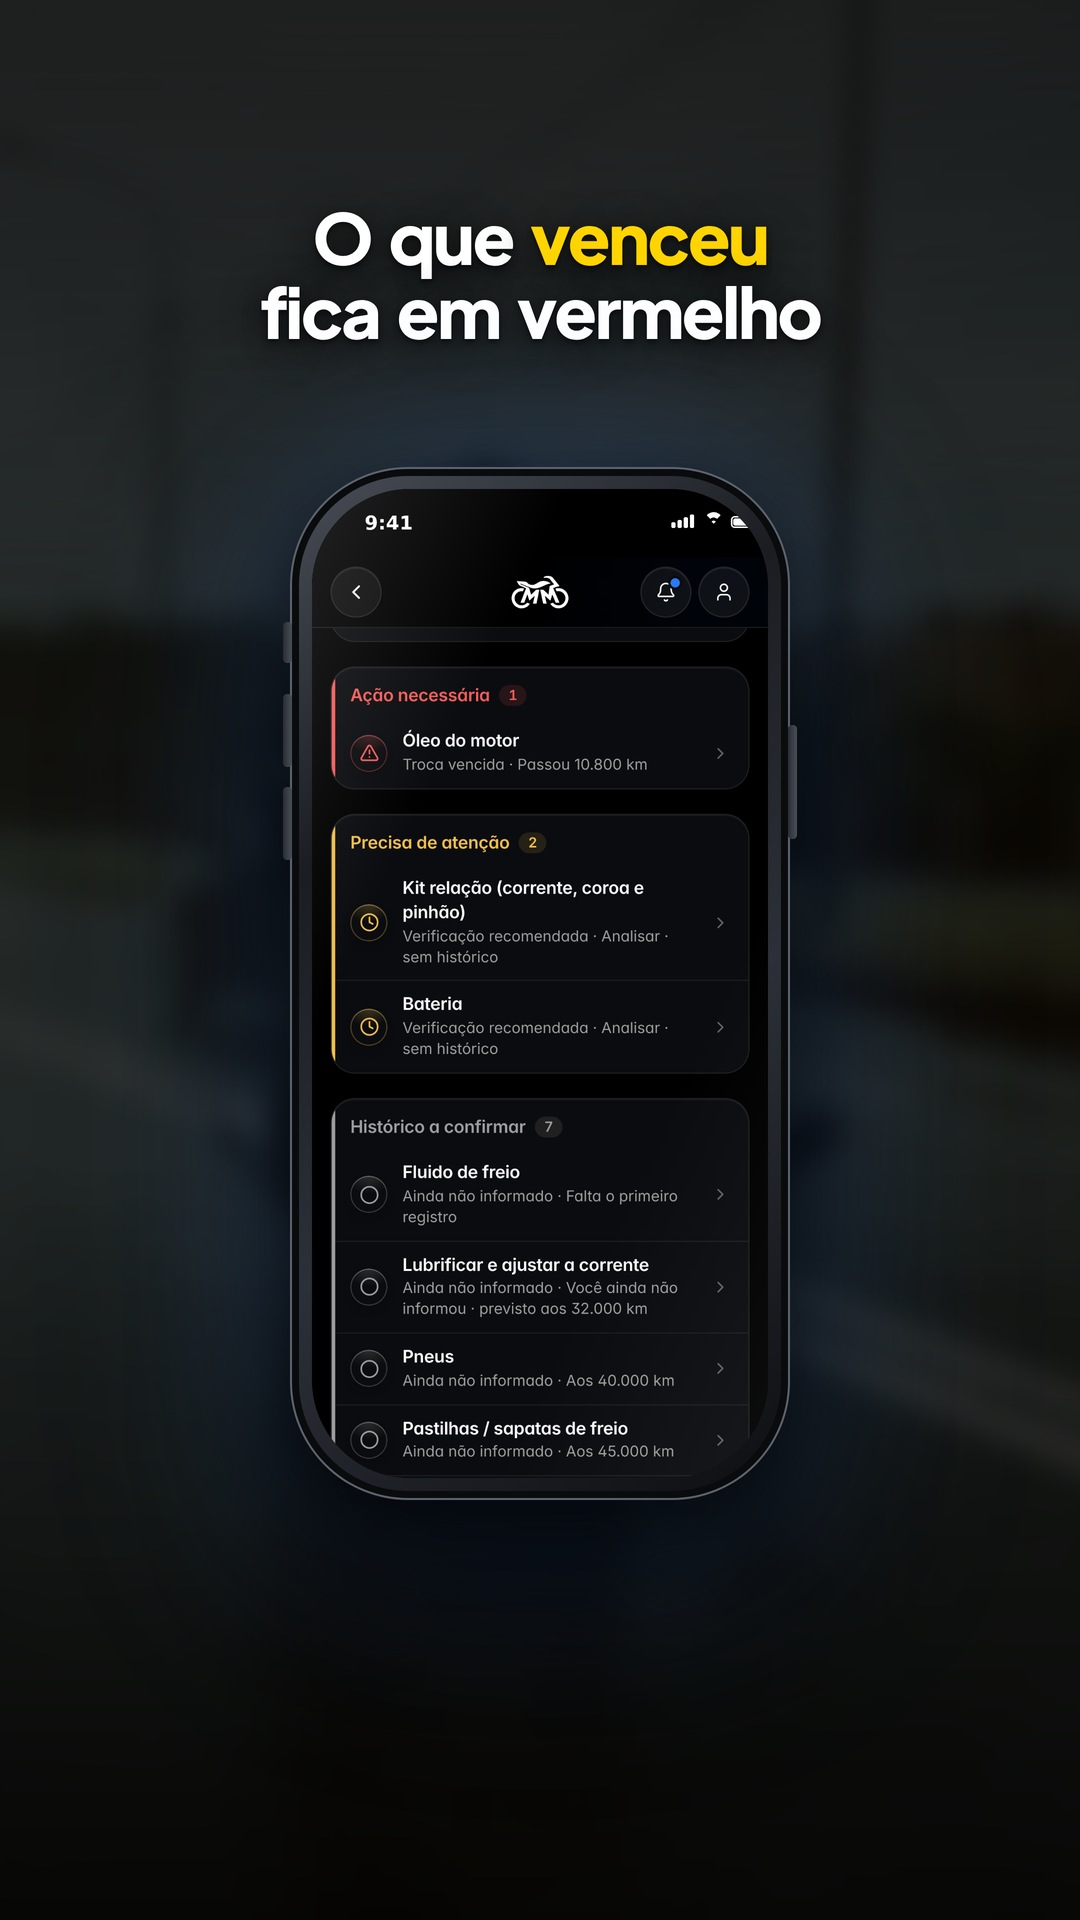 O que venceu
fica em vermelho
9:41
MM
Ação necessária 1
Óleo do motor
Troca vencida · Passou 10.800 km
Precisa de atenção 2
Kit relação (corrente, coroa e
pinhão)
Verificação recomendada · Analisar ·
sem histórico
Bateria
Verificação recomendada · Analisar ·
sem histórico
Histórico a confirmar 7
Fluido de freio
Ainda não informado · Falta o primeiro
registro
Lubrificar e ajustar a corrente
Ainda não informado · Você ainda não
informou · previsto aos 32.000 km
Pneus
Ainda não informado · Aos 40.000 km
Pastilhas / sapatas de freio
Ainda não informado · Aos 45.000 km